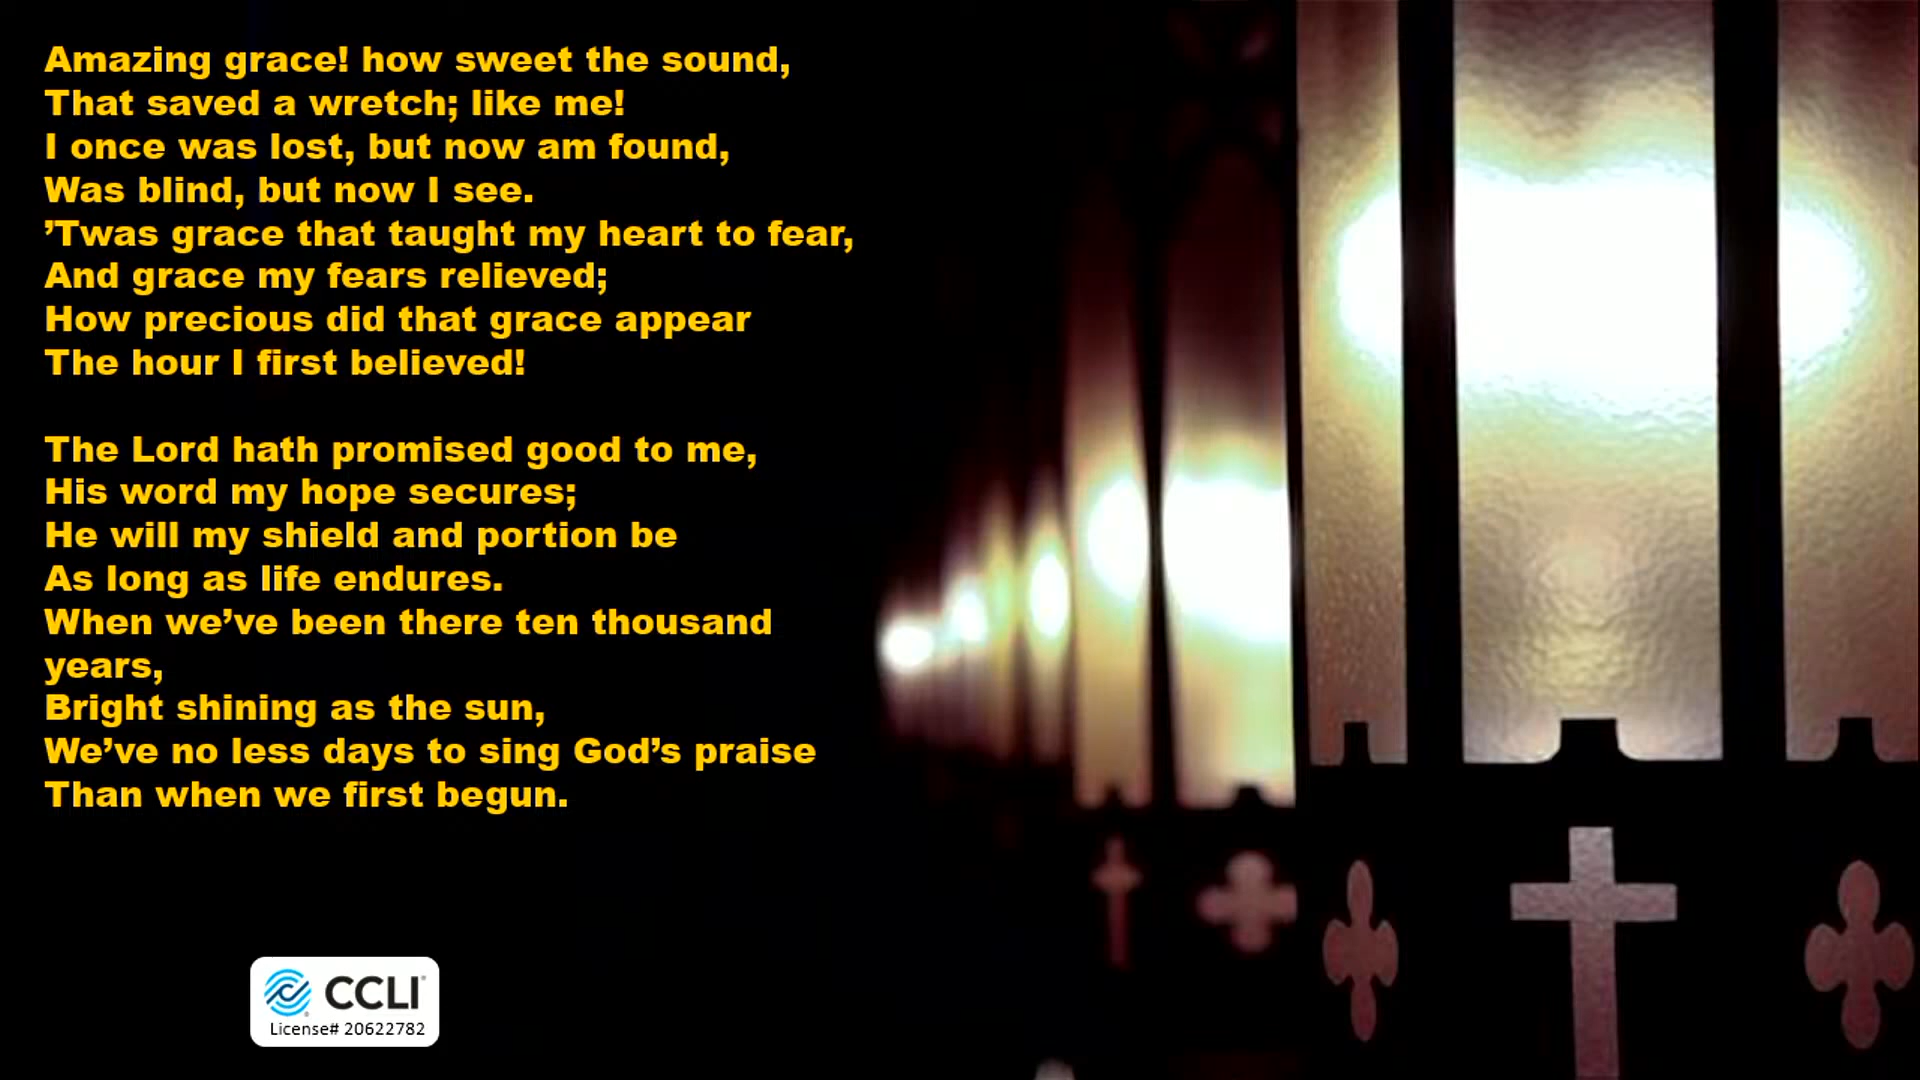 Amazing grace! how sweet the sound,
That saved a wretch; like me!
I once was lost, but now am found,
Was blind, but now I see.
’Twas grace that taught my heart to fear,
And grace my fears relieved;
How precious did that grace appear
The hour I first believed!
The Lord hath promised good to me,
His word my hope secures;
He will my shield and portion be
As long as life endures.
When we’ve been there ten thousand
years,
Bright shining as the sun,
We’ve no less days to sing God’s praise
Than when we first begun.
CCLI®
License# 20622782